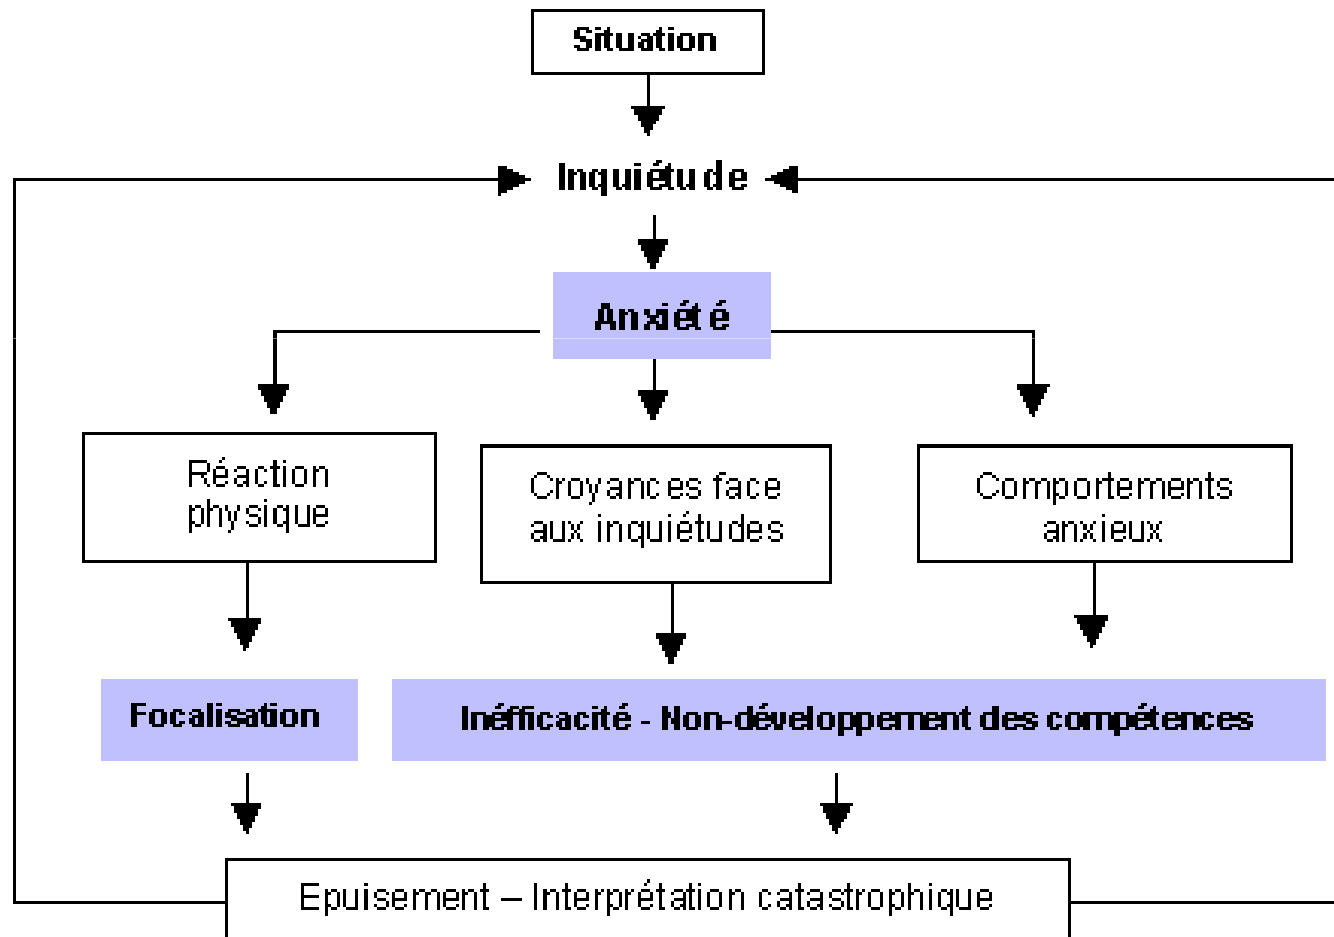 Situation
Inquiétude
Anxiété
Réaction
physique
Croyances face
aux inquiétudes
Comportements
anxieux
Focalisation
Inéfficacité - Non-développement des compétences
Epuisement – Interprétation catastrophique